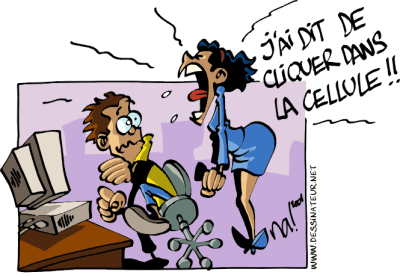 J'AI DIT DE
CLIQUER DANS
LA CELLULE !!
na!
WWW.DESSINATEUR.NET